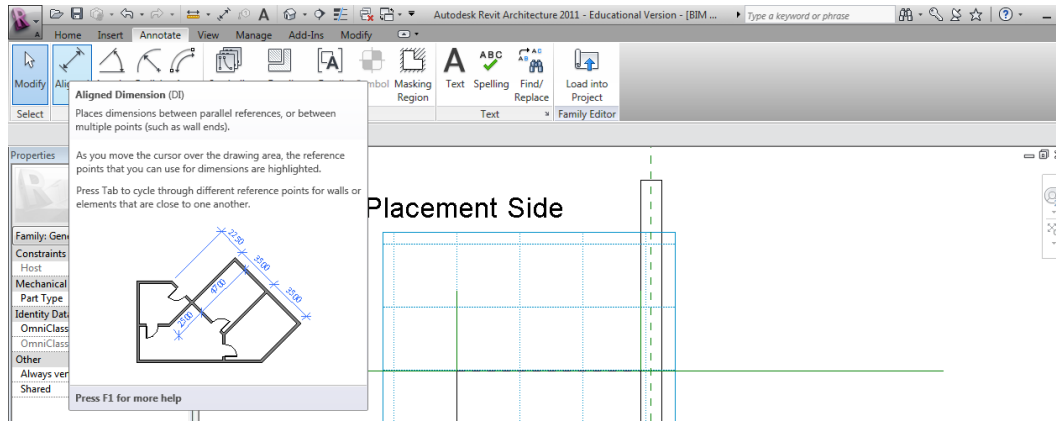 Autodesk Revit Architecture 2011 - Educational Version - [BIM ...
Type a keyword or phrase
Home Insert Annotate View Manage Add-Ins Modify
Modify
Masking Region
Text
Spelling
Find/ Replace
Load into Project
Select
Text
Family Editor
Aligned Dimension (DI)
Places dimensions between parallel references, or between
multiple points (such as wall ends).
As you move the cursor over the drawing area, the reference
points that you can use for dimensions are highlighted.
Press Tab to cycle through different reference points for walls or
elements that are close to one another.
2250
3500
4700
3500
2500
Press F1 for more help
Properties
Family: Gene
Constraints
Host
Mechanical
Part Type
Identity Data
OmniClass
OmniClass
Other
Always ver
Shared
Placement Side